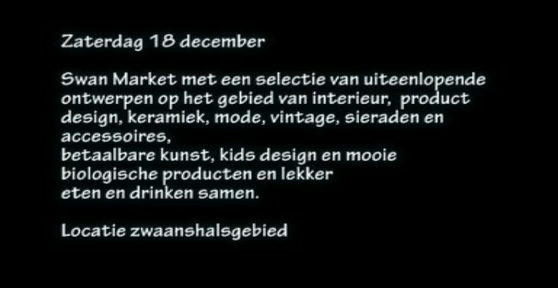 Zaterdag 18 december
Swan Market met een selectie van uiteenlopende
ontwerpen op het gebied van interieur, product
design, keramiek, mode, vintage, sieraden en
accessoires,
betaalbare kunst, kids design en mooie
biologische producten en lekker
eten en drinken samen.
Locatie zwaanshalsgebied